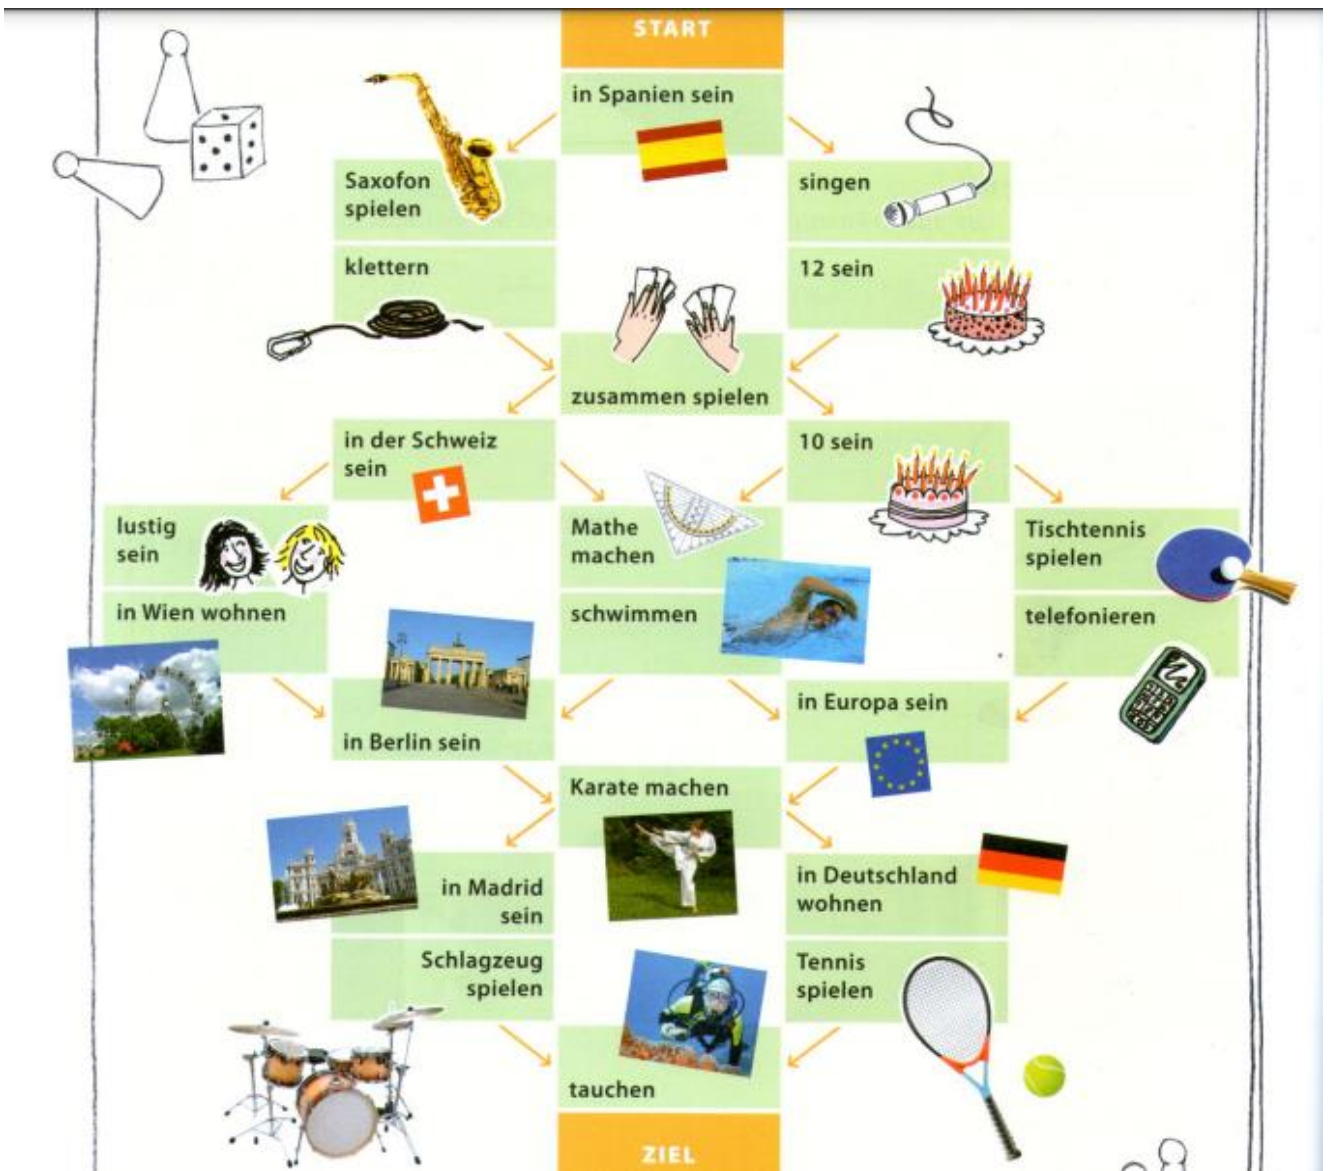 START
in Spanien sein
Saxofon
spielen
singen
klettern
12 sein
zusammen spielen
in der Schweiz
sein
10 sein
lustig
sein
Mathe
machen
Tischtennis
spielen
in Wien wohnen
schwimmen
telefonieren
in Berlin sein
in Europa sein
Karate machen
in Madrid
sein
in Deutschland
wohnen
Schlagzeug
spielen
Tennis
spielen
tauchen
ZIEL